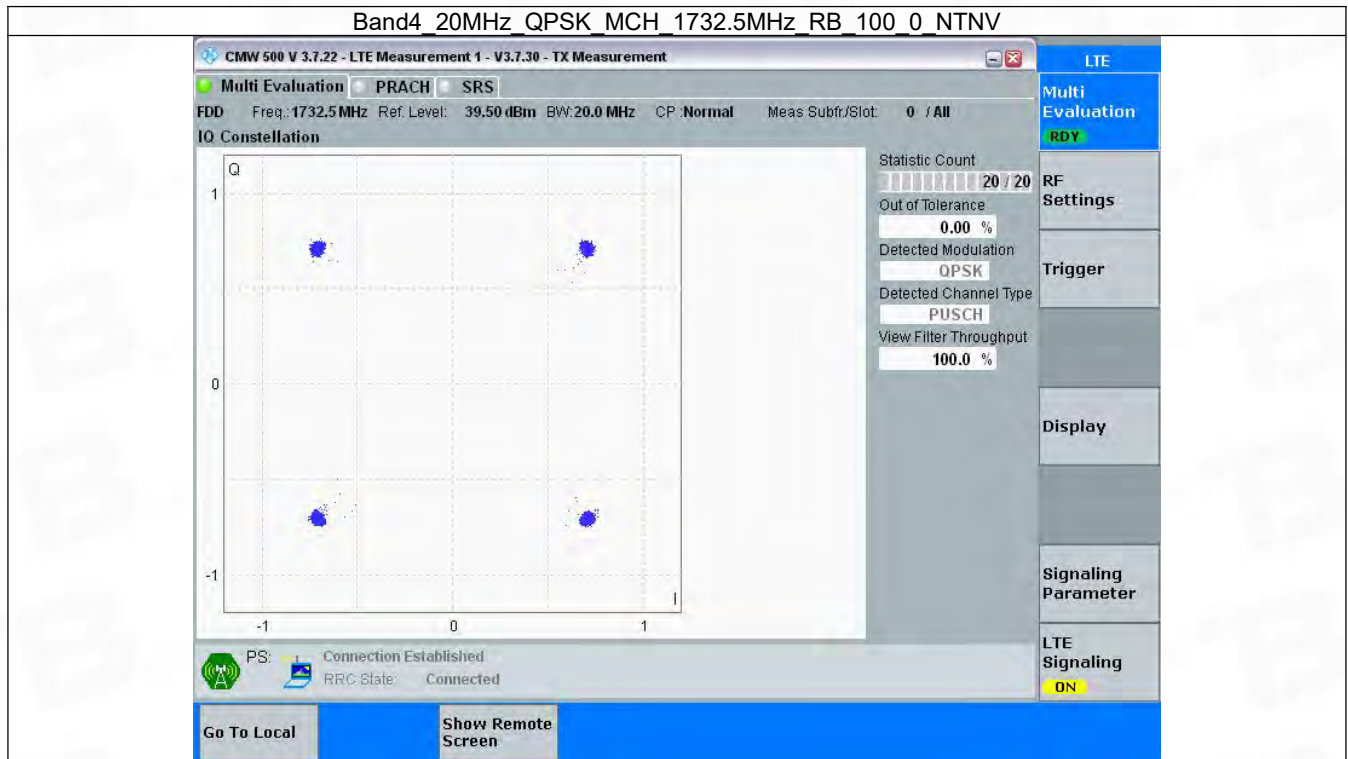 Band4_20MHz_QPSK_MCH_1732.5MHz_RB_100_0_NTNV
CMW 500 V 3.7.22 - LTE Measurement 1 - V3.7.30 - TX Measurement
LTE
Multi Evaluation PRACH SRS
Multi
Evaluation
RDY
FDD Freq.: 1732.5 MHz Ref. Level: 39.50 dBm BW: 20.0 MHz CP :Normal Meas Subfr./Slot: 0 / All
IQ Constellation
Q
1
0
-1
I
-1 0 1
Statistic Count
20 / 20
Out of Tolerance
0.00 %
Detected Modulation
QPSK
Detected Channel Type
PUSCH
View Filter Throughput
100.0 %
RF
Settings
Trigger
Display
Signaling
Parameter
LTE
Signaling
ON
PS: Connection Established
RRC State: Connected
Go To Local
Show Remote
Screen